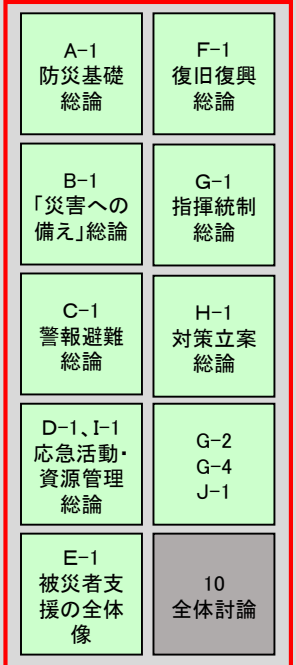 A-1
防災基礎
総論
F-1
復旧復興
総論
B-1
「災害への
備え」総論
G-1
指揮統制
総論
C-1
警報避難
総論
H-1
対策立案
総論
D-1、I-1
応急活動・
資源管理
総論
G-2
G-4
J-1
E-1
被災者支
援の全体
像
10
全体討論